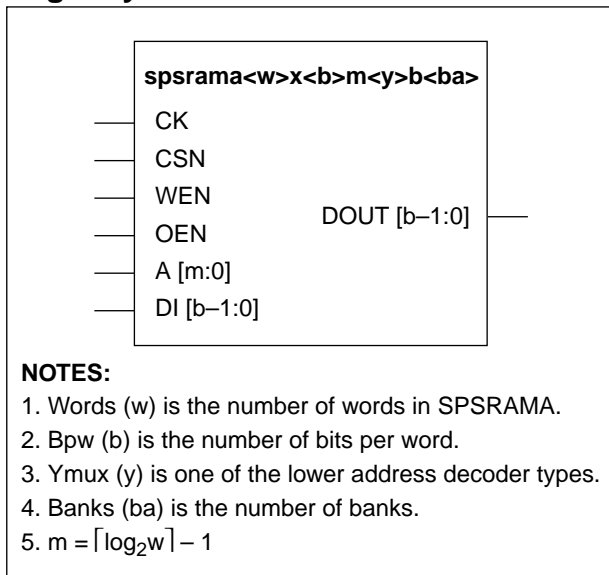 spsrama<w>x<b>m<y>b<ba>
CK
CSN
WEN
OEN
DOUT [b–1:0]
A [m:0]
DI [b–1:0]
NOTES:
1. Words (w) is the number of words in SPSRAMA.
2. Bpw (b) is the number of bits per word.
3. Ymux (y) is one of the lower address decoder types.
4. Banks (ba) is the number of banks.
5. m = ⌈log₂w⌉ – 1